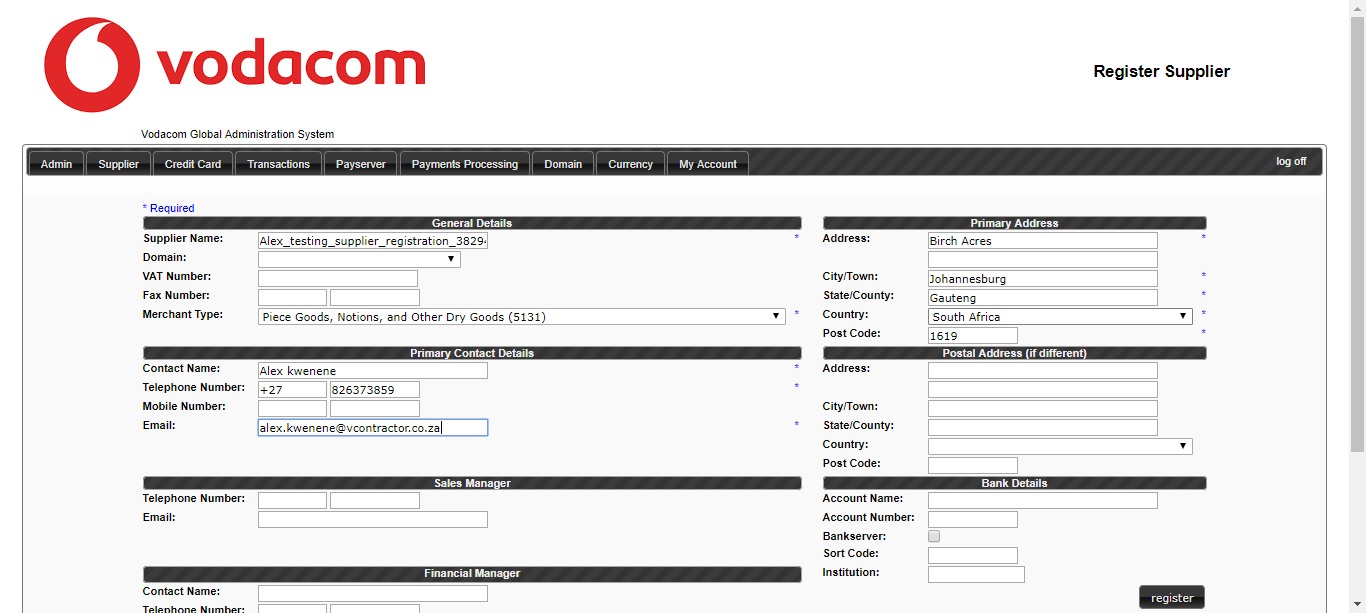 vodacom
Register Supplier
Vodacom Global Administration System
Admin Supplier Credit Card Transactions Payserver Payments Processing Domain Currency My Account log off
* Required
General Details
Supplier Name: Alex_testing_supplier_registration_3829 *
Domain:
VAT Number:
Fax Number:
Merchant Type: Piece Goods, Notions, and Other Dry Goods (5131) *
Primary Address
Address: Birch Acres *
City/Town: Johannesburg *
State/County: Gauteng *
Country: South Africa *
Post Code: 1619 *
Primary Contact Details
Contact Name: Alex kwenene *
Telephone Number: +27 826373859 *
Mobile Number:
Email: alex.kwenene@vcontractor.co.za *
Postal Address (if different)
Address:
City/Town:
State/County:
Country:
Post Code:
Sales Manager
Telephone Number:
Email:
Bank Details
Account Name:
Account Number:
Bankserver:
Sort Code:
Institution:
Financial Manager
Contact Name:
Telephone Number:
register